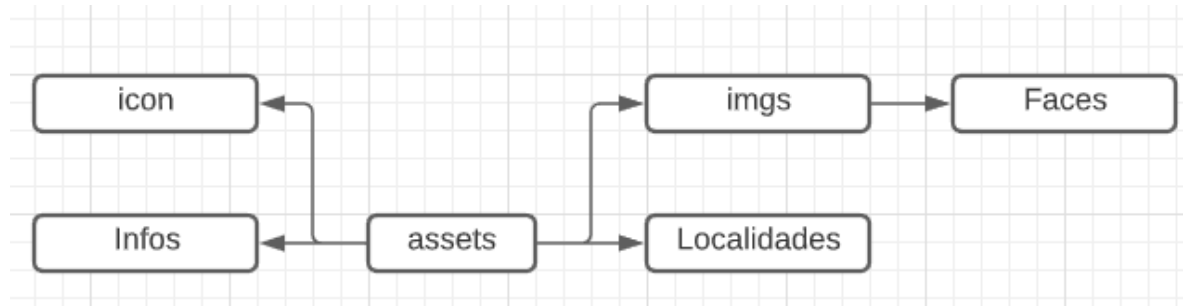 icon
imgs
Faces
Infos
assets
Localidades